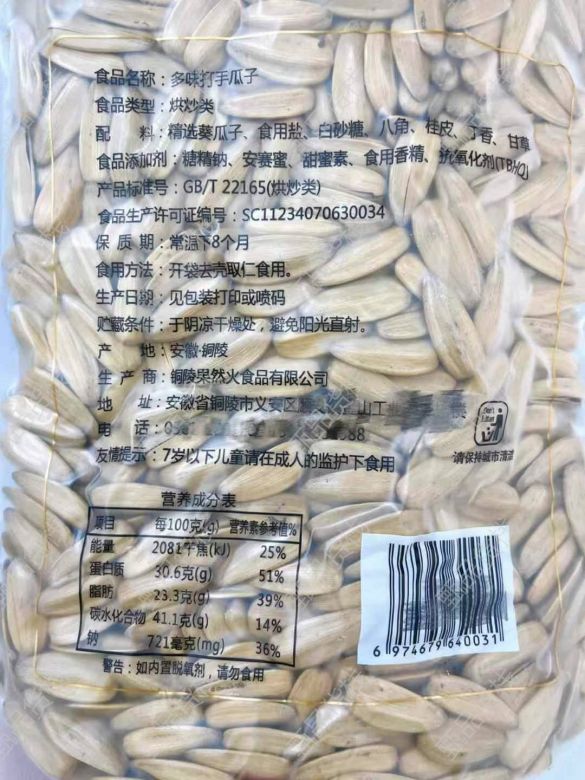 食品名称：多味打手瓜子
食品类型：烘炒类
配 料：精选葵瓜子、食用盐、白砂糖、八角、桂皮、丁香、甘草
食品添加剂：糖精钠、安赛蜜、甜蜜素、食用香精、抗氧化剂(TBHQ)
产品标准号：GB/T 22165(烘炒类)
食品生产许可证编号：SC11234070630034
保 质 期：常温下8个月
食用方法：开袋去壳取仁食用。
生产日期：见包装打印或喷码
贮藏条件：于阴凉干燥处，避免阳光直射。
产 地：安徽·铜陵
生 产 商：铜陵果然火食品有限公司
地 址：安徽省铜陵市义安区 山工
电 话：
友情提示：7岁以下儿童请在成人的监护下食用
请保持城市清洁
营养成分表
项目 每100克(g) 营养素参考值%
能量 2081千焦(kJ) 25%
蛋白质 30.6克(g) 51%
脂肪 23.3克(g) 39%
碳水化合物 41.1克(g) 14%
钠 721毫克(mg) 36%
警告：如内置脱氧剂，请勿食用
6 974679 640031